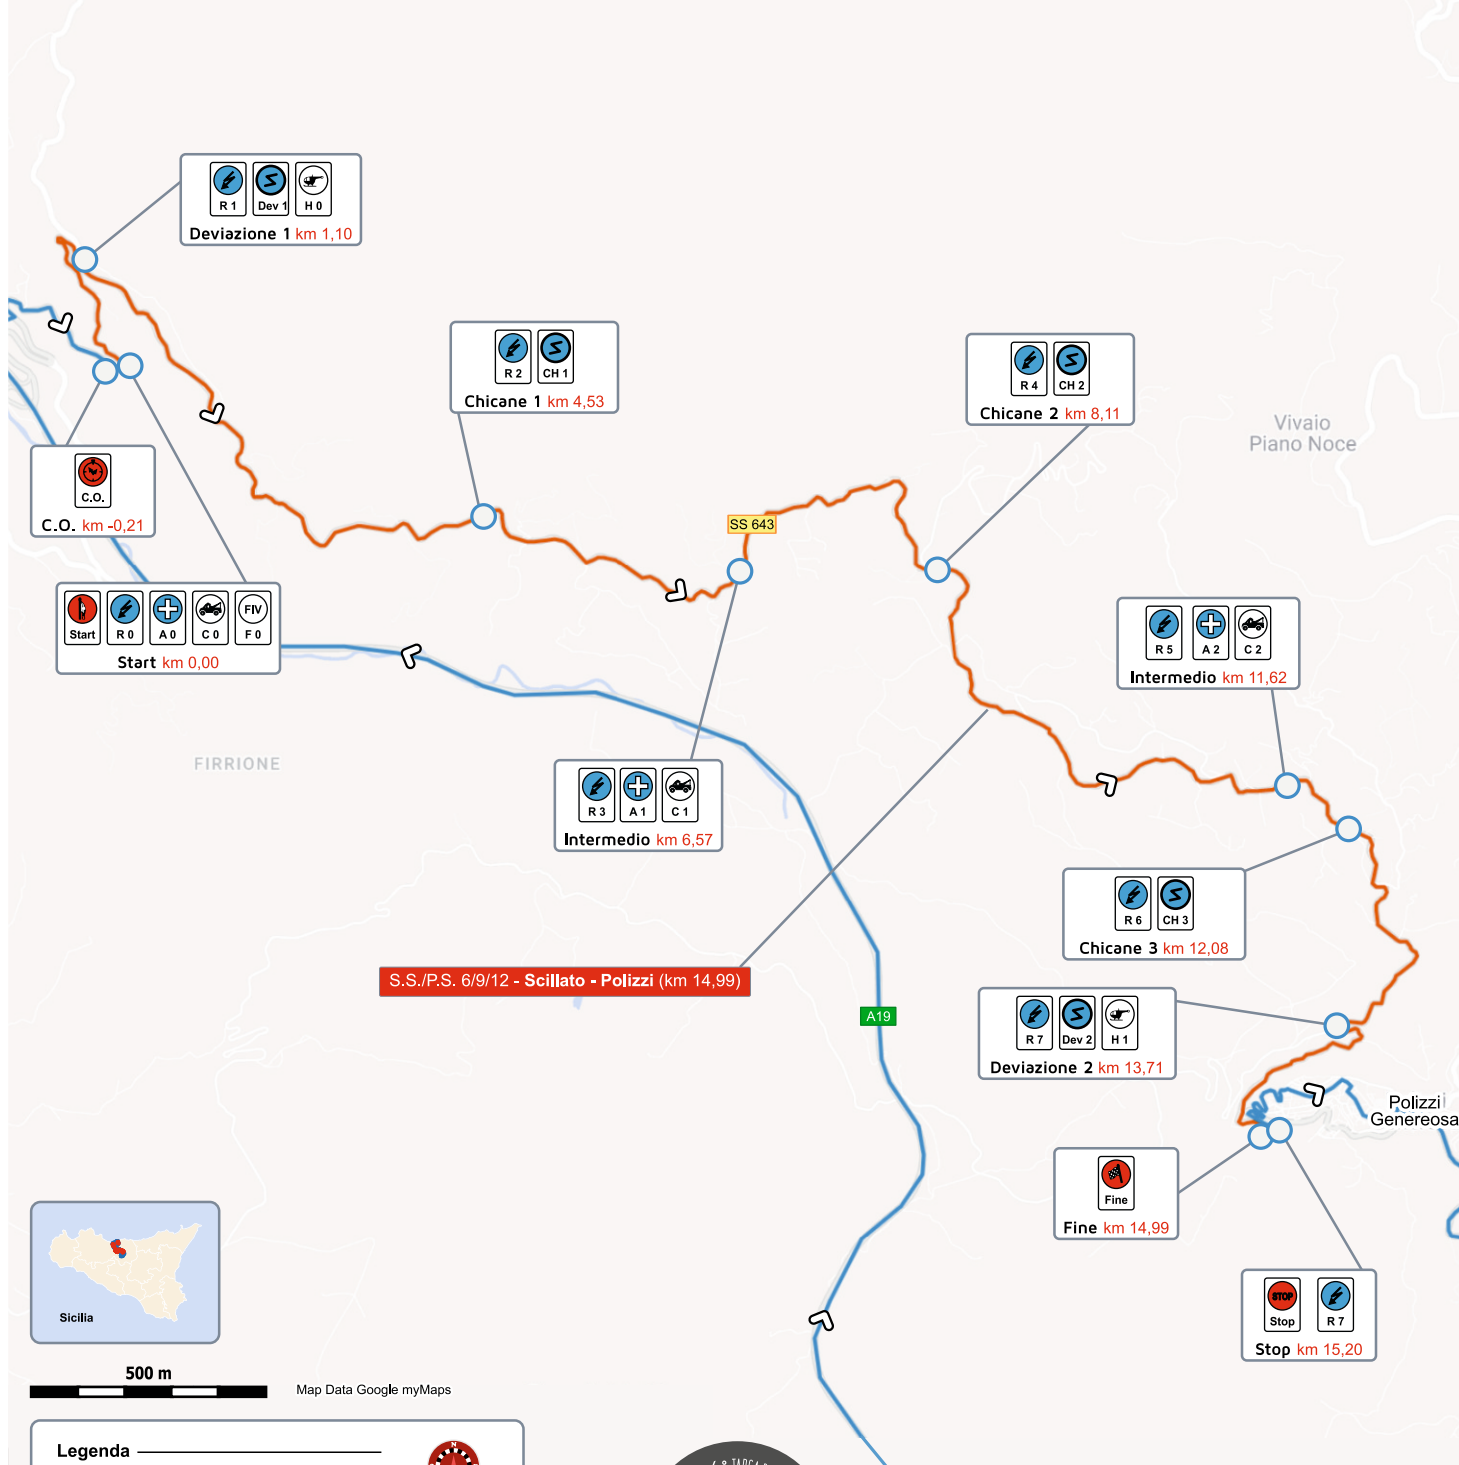 R 1 Dev 1 H 0
Deviazione 1 km 1,10
R 2 CH 1
Chicane 1 km 4,53
R 4 CH 2
Chicane 2 km 8,11
Vivaio
Piano Noce
C.O.
C.O. km -0,21
SS 643
FIV
Start R 0 A 0 C 0 F 0
Start km 0,00
R 5 A 2 C 2
Intermedio km 11,62
FIRRIONE
R 3 A 1 C 1
Intermedio km 6,57
R 6 CH 3
Chicane 3 km 12,08
S.S./P.S. 6/9/12 - Scillato - Polizzi (km 14,99)
A19
R 7 Dev 2 H 1
Deviazione 2 km 13,71
Polizzi
Genereosa
Fine
Fine km 14,99
STOP
Stop R 7
Stop km 15,20
Sicilia
500 m
Map Data Google myMaps
Legenda
N